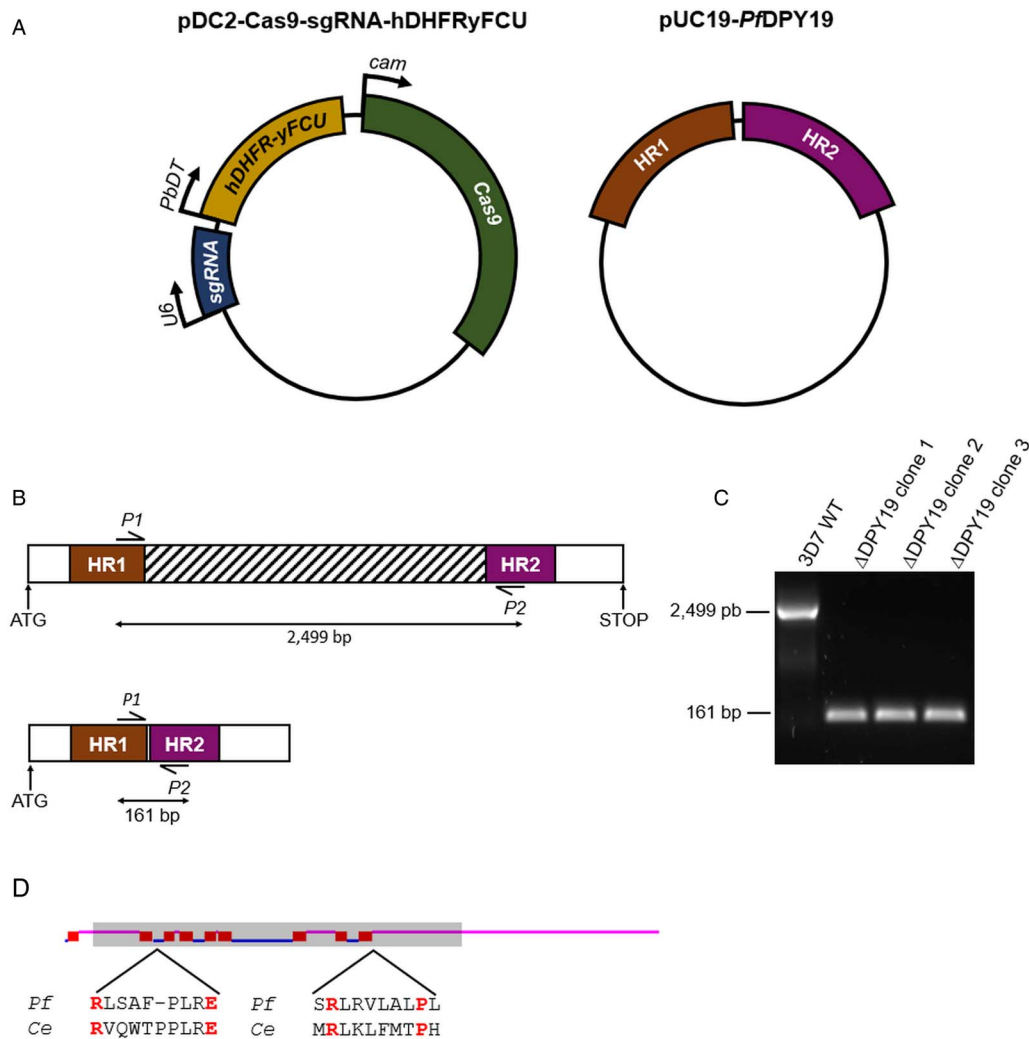 A
pDC2-Cas9-sgRNA-hDHFRyFCU
pUC19-PfDPY19
cam
hDHFR-yFCU
PbDT
Cas9
sgRNA
U6
HR1
HR2
B
P1
HR1
HR2
P2
ATG
STOP
2,499 bp
P1
HR1
HR2
P2
ATG
161 bp
C
3D7 WT
ΔDPY19 clone 1
ΔDPY19 clone 2
ΔDPY19 clone 3
2,499 pb
161 bp
D
Pf RLSAF-PLRE
Ce RVQWTPPLRE
Pf SRLRVLALPL
Ce MRLKLFMTPH